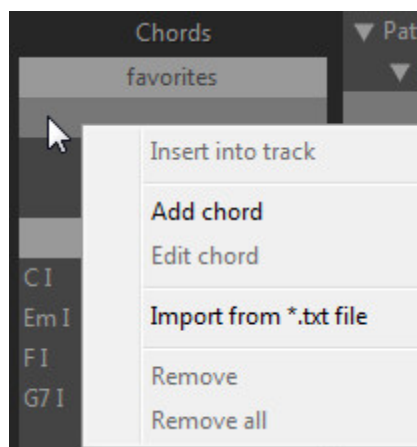 Chords
Pat
favorites
Insert into track
Add chord
Edit chord
C I
Em I
Import from *.txt file
F I
Remove
G7 I
Remove all